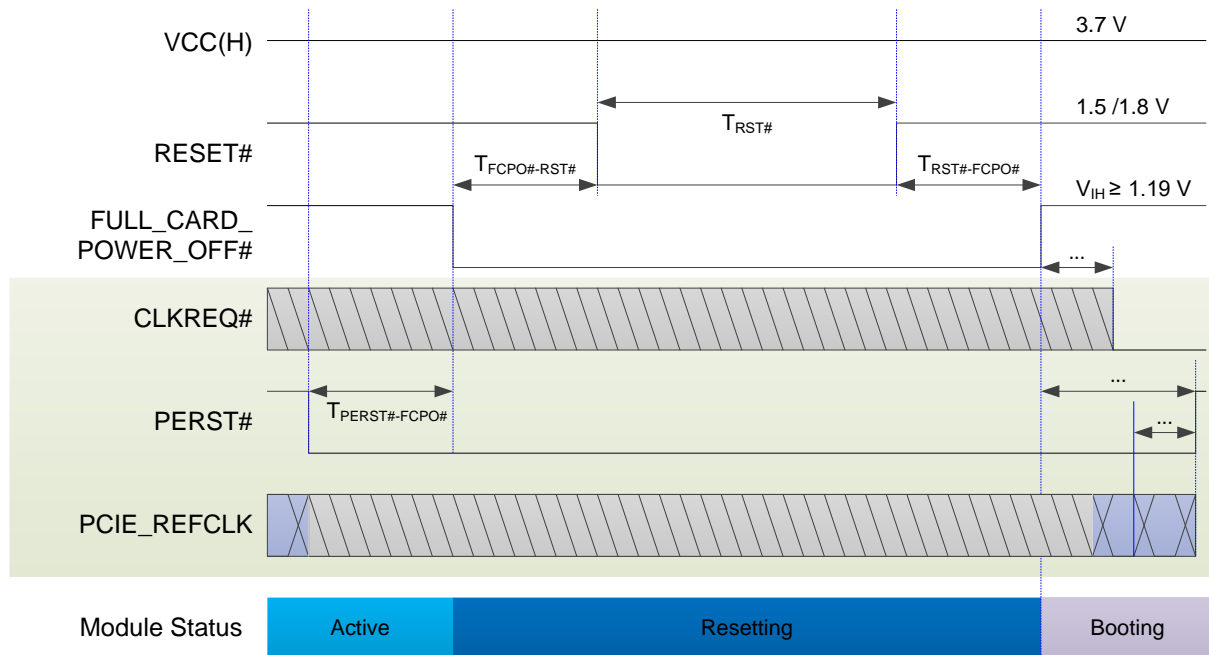 VCC(H)
3.7 V
RESET#
TRST#
1.5 /1.8 V
TFCPO#-RST#
TRST#-FCPO#
FULL_CARD_
POWER_OFF#
VIH ≥ 1.19 V
...
CLKREQ#
PERST#
TPERST#-FCPO#
...
...
PCIE_REFCLK
Module Status
Active
Resetting
Booting